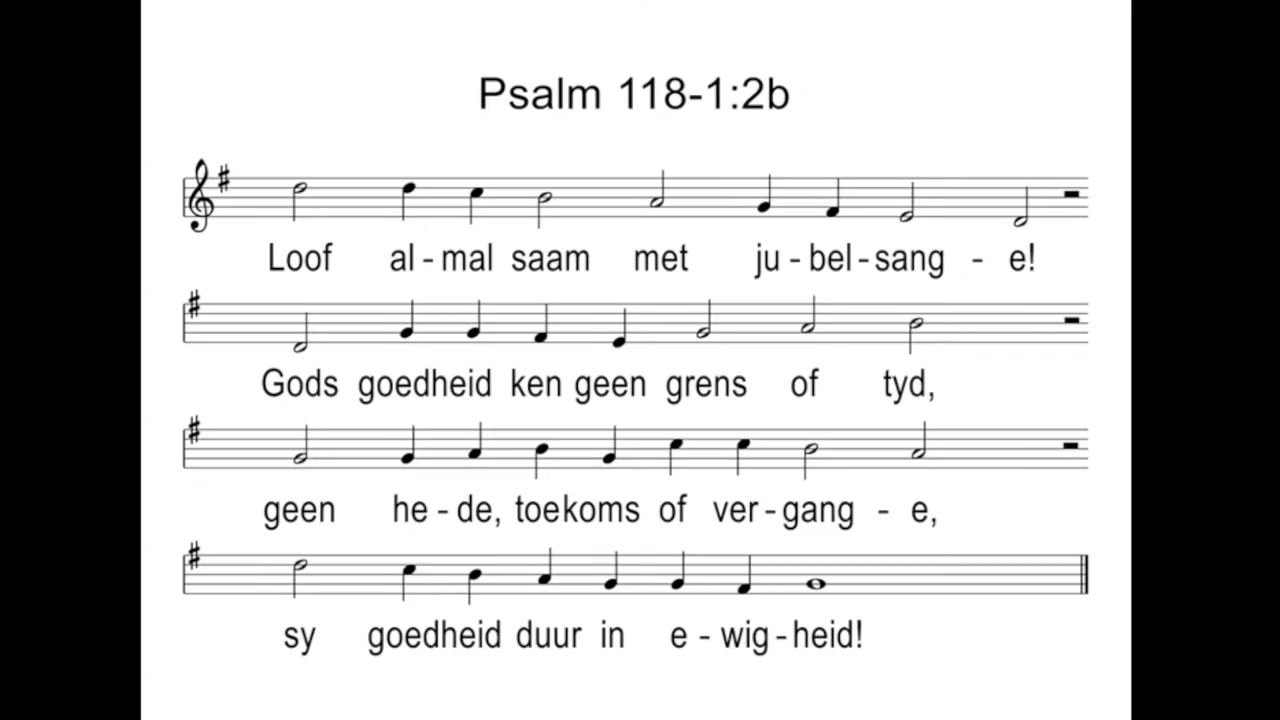 Psalm 118-1:2b
Loof al-mal saam met ju-bel-sang-e!
Gods goedheid ken geen grens of tyd,
geen he-de, toekoms of ver-gang-e,
sy goedheid duur in e-wig-heid!